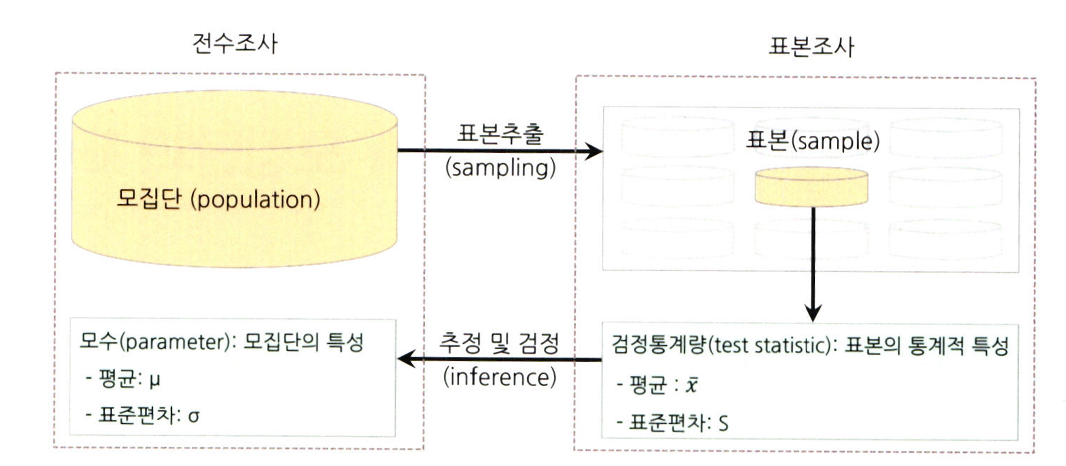 전수조사
표본조사
모집단 (population)
표본추출
(sampling)
표본(sample)
모수(parameter): 모집단의 특성
- 평균: μ
- 표준편차: σ
추정 및 검정
(inference)
검정통계량(test statistic): 표본의 통계적 특성
- 평균 : x̄
- 표준편차: S